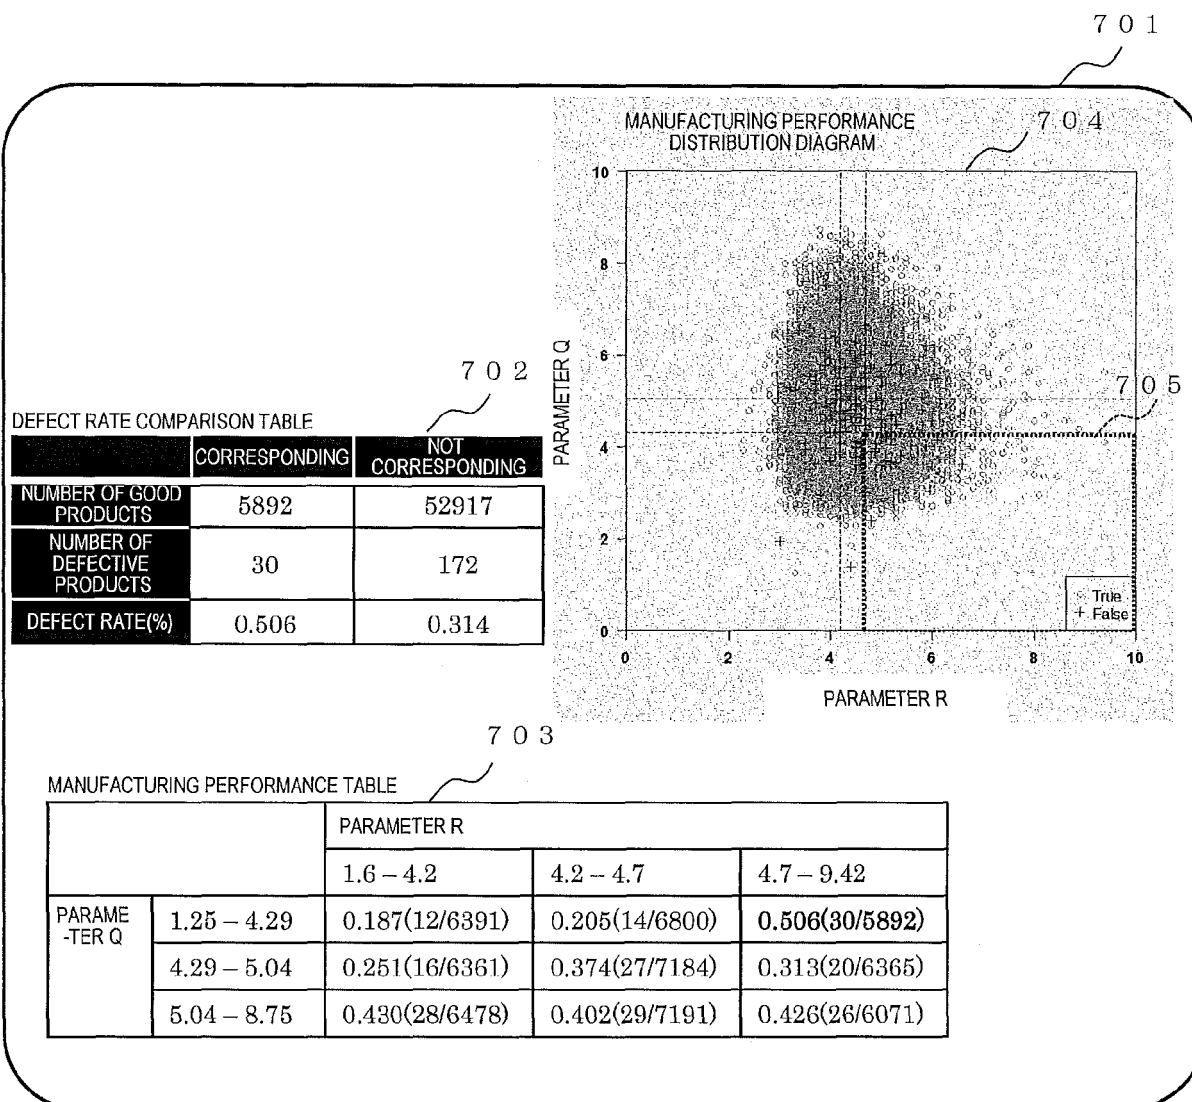 701
MANUFACTURING PERFORMANCE
DISTRIBUTION DIAGRAM
704
10
8
6
4
2
0
PARAMETER Q
705
True
+ False
0 2 4 6 8 10
PARAMETER R
702
DEFECT RATE COMPARISON TABLE
CORRESPONDING
NOT
CORRESPONDING
NUMBER OF GOOD
PRODUCTS
5892 52917
NUMBER OF
DEFECTIVE
PRODUCTS
30 172
DEFECT RATE(%) 0.506 0.314
703
MANUFACTURING PERFORMANCE TABLE
PARAMETER R
1.6 – 4.2 4.2 – 4.7 4.7 – 9.42
PARAME
-TER Q
1.25 – 4.29 0.187(12/6391) 0.205(14/6800) 0.506(30/5892)
4.29 – 5.04 0.251(16/6361) 0.374(27/7184) 0.313(20/6365)
5.04 – 8.75 0.430(28/6478) 0.402(29/7191) 0.426(26/6071)